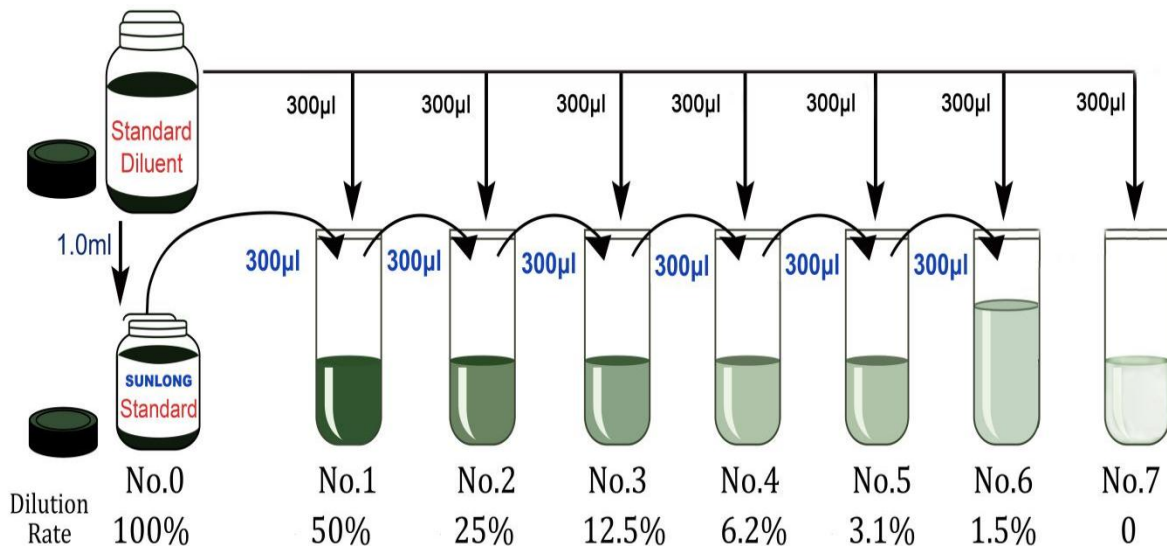 300μl 300μl 300μl 300μl 300μl 300μl 300μl
Standard
Diluent
1.0ml
300μl 300μl 300μl 300μl 300μl 300μl
SUNLONG
Standard
No.0 No.1 No.2 No.3 No.4 No.5 No.6 No.7
Dilution
Rate 100% 50% 25% 12.5% 6.2% 3.1% 1.5% 0